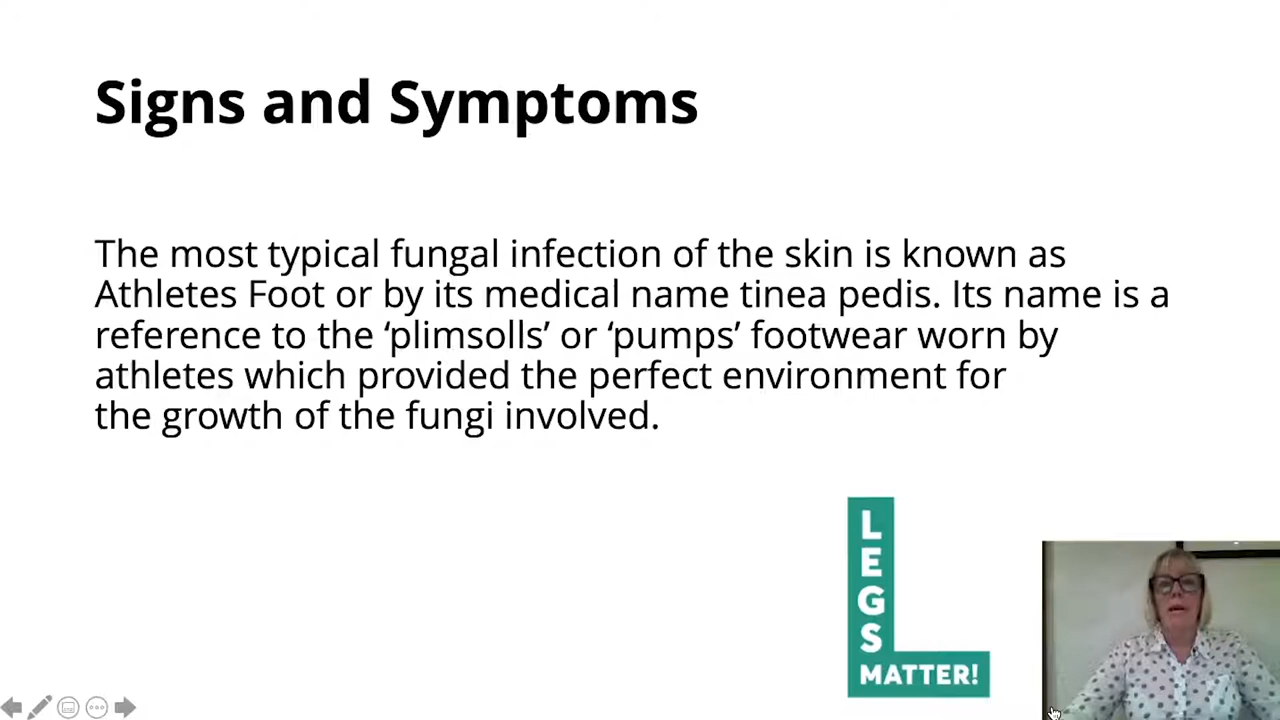 Signs and Symptoms
The most typical fungal infection of the skin is known as
Athletes Foot or by its medical name tinea pedis. Its name is a
reference to the ‘plimsolls’ or ‘pumps’ footwear worn by
athletes which provided the perfect environment for
the growth of the fungi involved.
LEGS
MATTER!